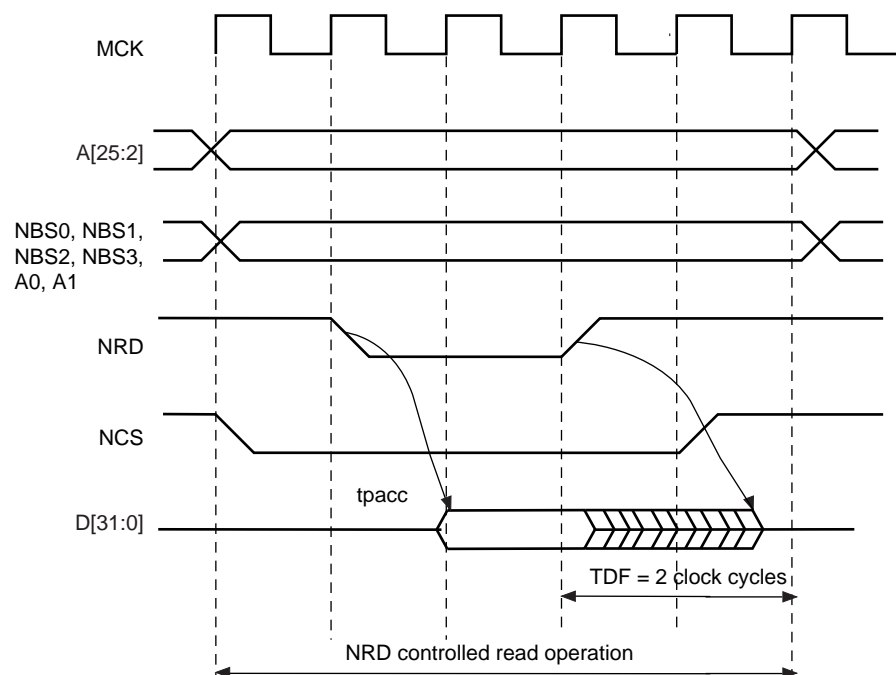 MCK
A[25:2]
NBS0, NBS1,
NBS2, NBS3,
A0, A1
NRD
NCS
tpacc
D[31:0]
TDF = 2 clock cycles
NRD controlled read operation